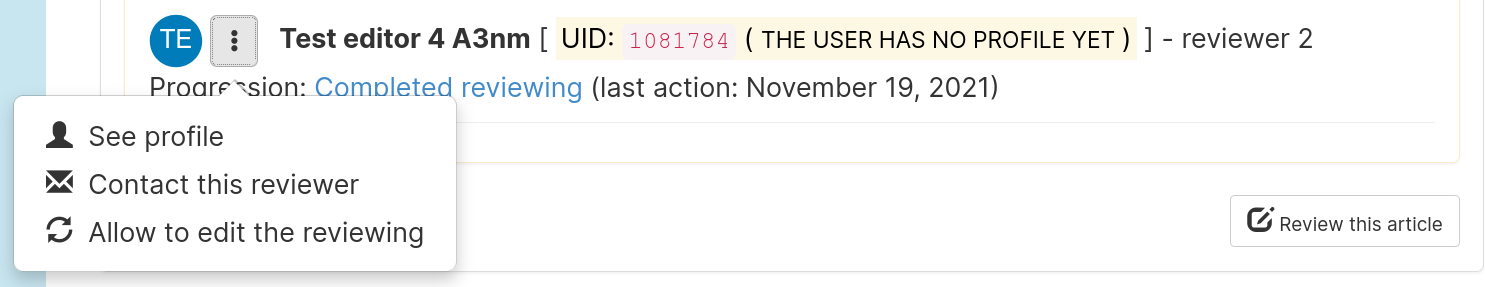 TE Test editor 4 A3nm [ UID: 1081784 ( THE USER HAS NO PROFILE YET ) ] - reviewer 2
Progression: Completed reviewing (last action: November 19, 2021)
See profile
Contact this reviewer
Allow to edit the reviewing
Review this article